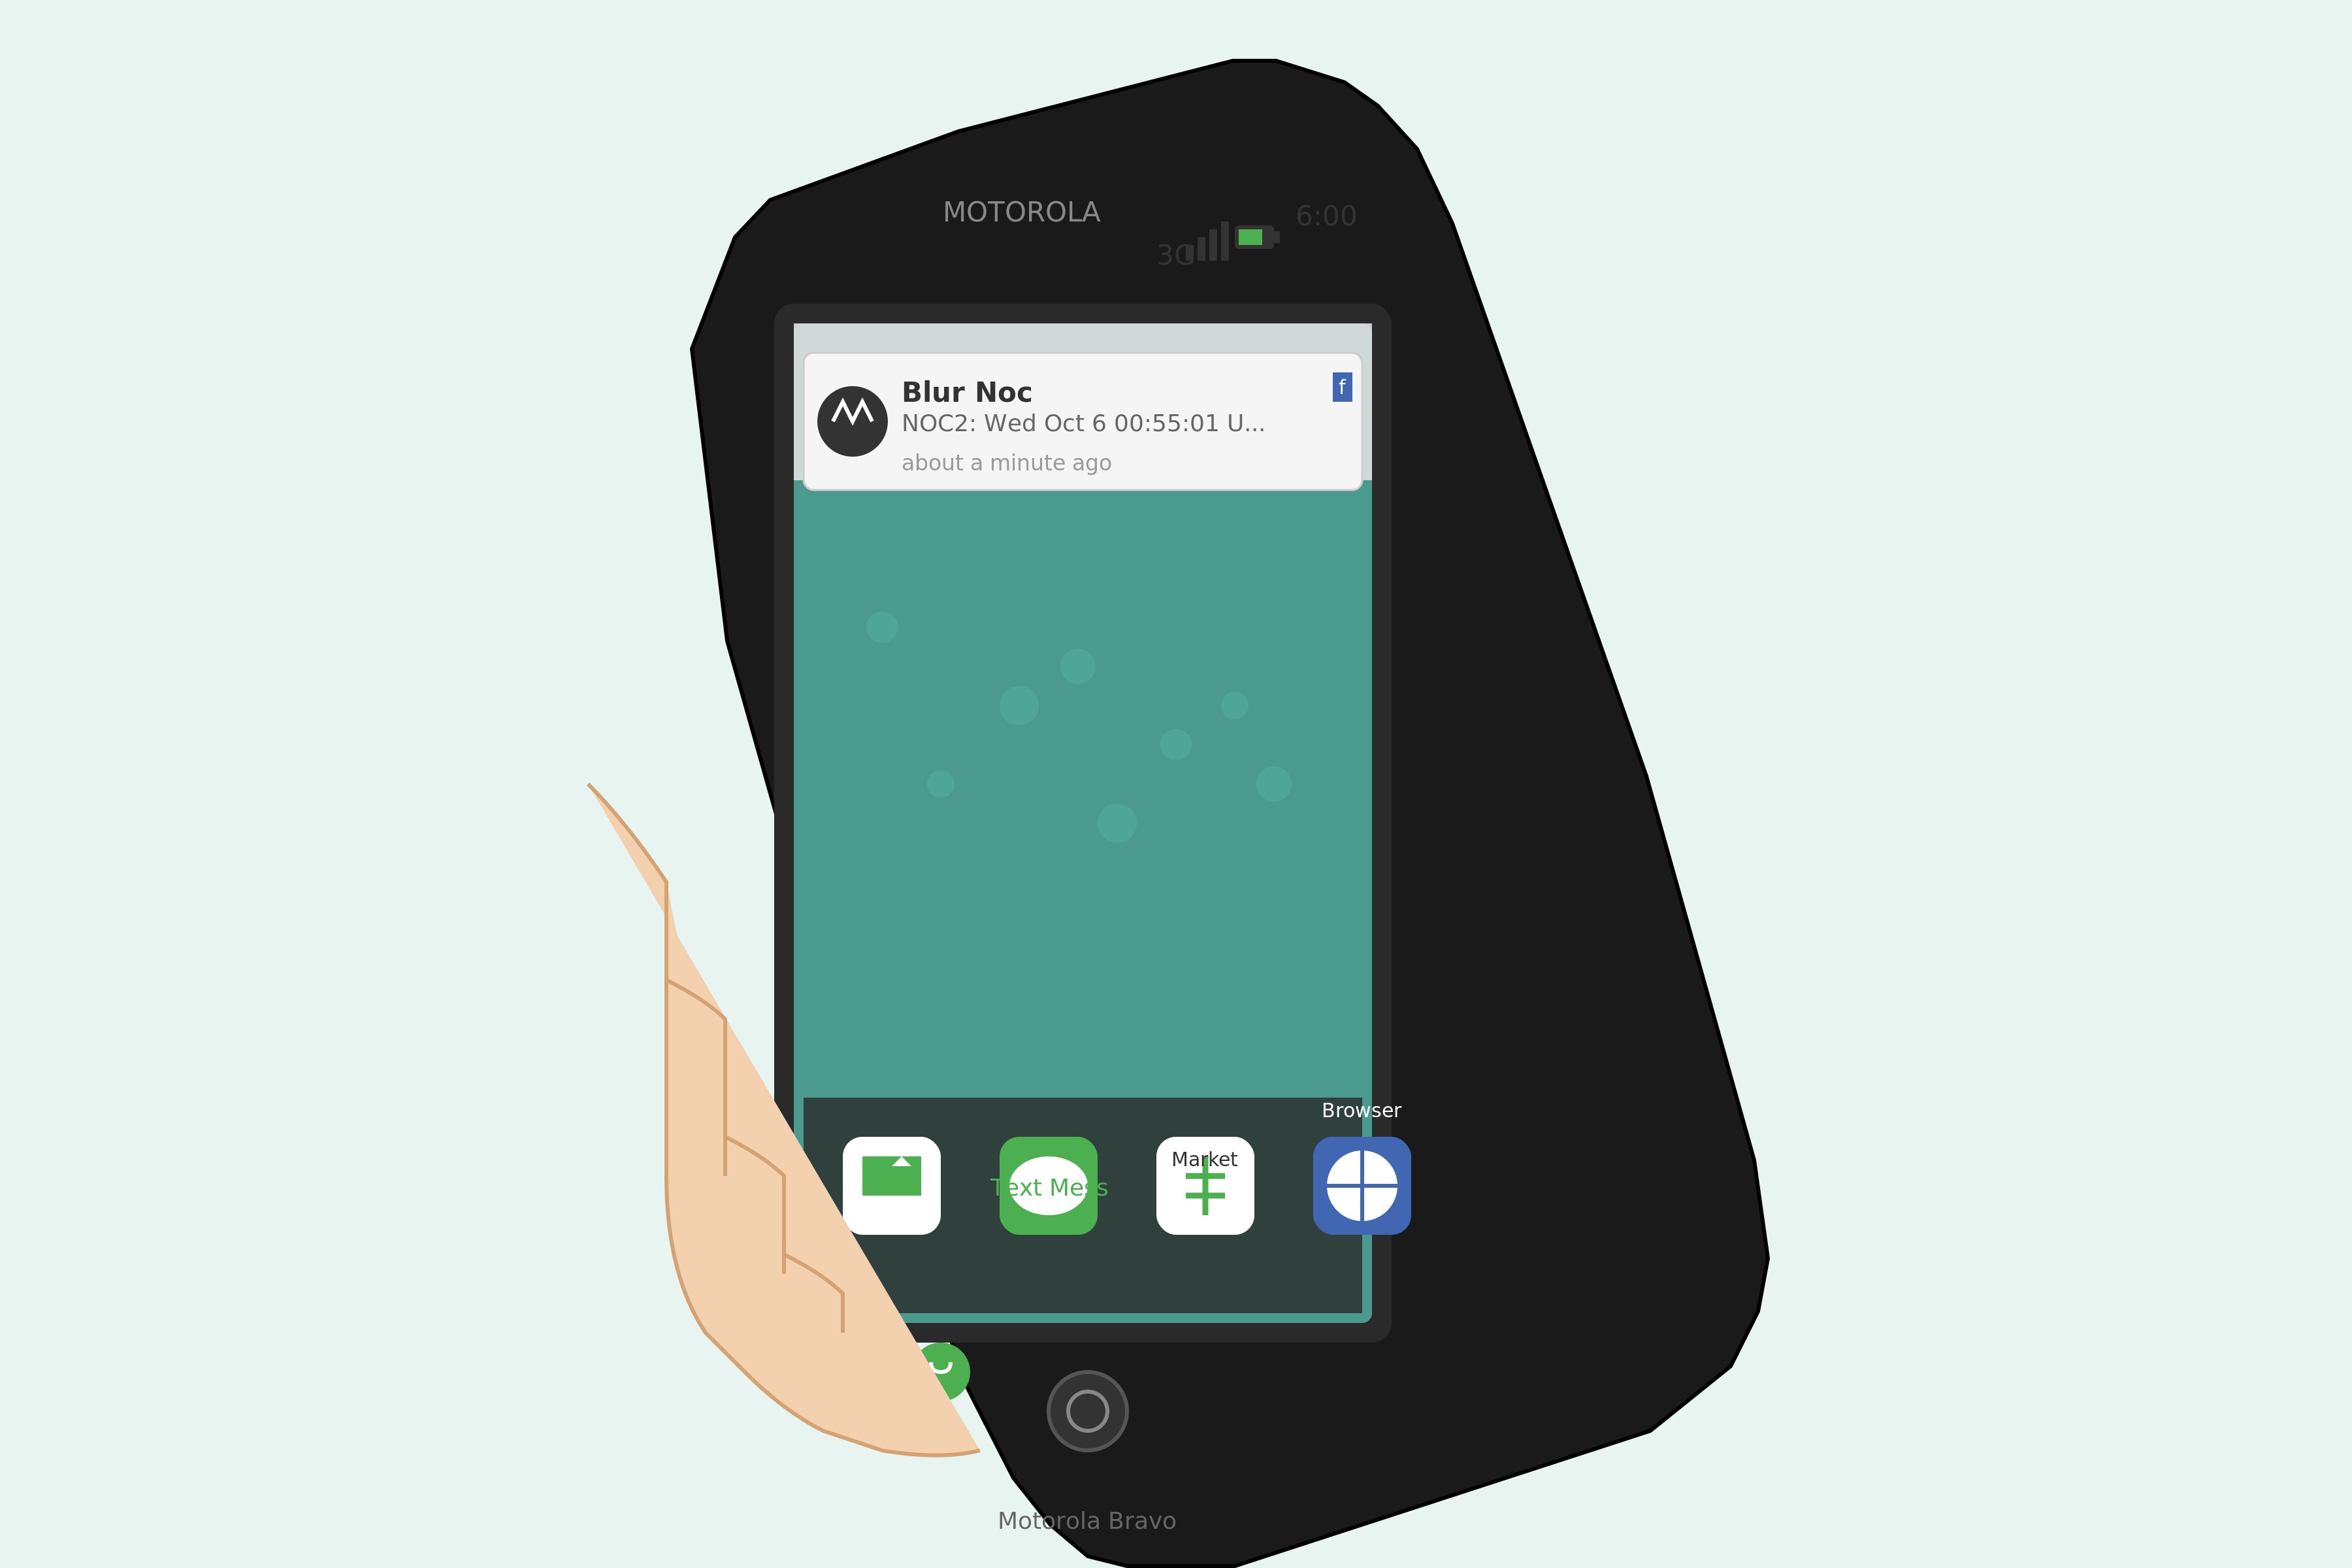 MOTOROLA
6:00
3G
Blur Noc
f
NOC2: Wed Oct 6 00:55:01 U...
about a minute ago
Browser
Market
Text Mess
Motorola Bravo